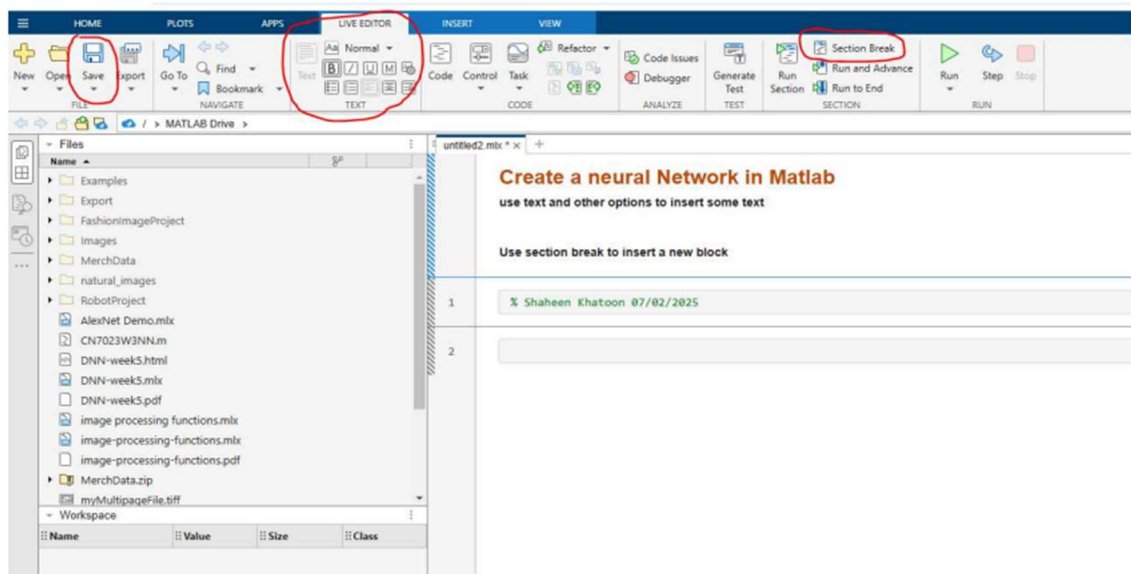 HOME PLOTS APPS LIVE EDITOR INSERT VIEW
New Open Save Export
FILE
Go To Find Bookmark
NAVIGATE
Text Aa Normal
B I U M
TEXT
Code Control Task Refactor
CODE
Code Issues
Debugger
ANALYZE
Generate Test
TEST
Run Section
Section Break
Run and Advance
Run to End
SECTION
Run Step Stop
RUN
/ > MATLAB Drive >
Files
Name
Examples
Export
FashionImageProject
Images
MerchData
natural_images
RobotProject
AlexNet Demo.mlx
CN7023W3NN.m
DNN-week5.html
DNN-week5.mlx
DNN-week5.pdf
image processing functions.mlx
image-processing-functions.mlx
image-processing-functions.pdf
MerchData.zip
myMultipageFile.tiff
Workspace
Name Value Size Class
untitled2.mlx * × +
Create a neural Network in Matlab
use text and other options to insert some text
Use section break to insert a new block
1 % Shaheen Khatoon 07/02/2025
2